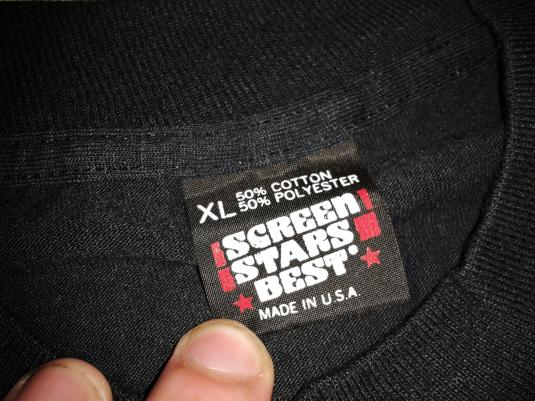 XL 50% COTTON
50% POLYESTER
SCREEN
STARS
BEST
MADE IN U.S.A.